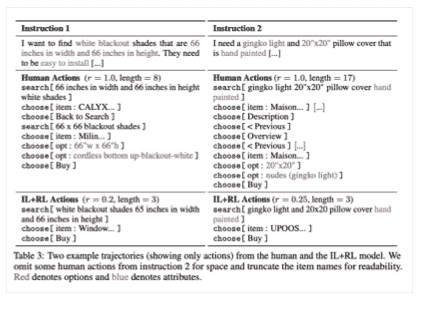 Instruction 1
I want to find white blackout shades that are 66
inches in width and 66 inches in height. They need
to be easy to install [...]
Human Actions (r = 1.0, length = 8)
search[ 66 inches in width and 66 inches in height
white shades ]
choose[ item : CALYX... ]
choose[ Back to Search ]
search[ 66 x 66 blackout shades ]
choose[ item : Milin... ]
choose[ opt : 66"w x 66"h ]
choose[ opt : cordless bottom up-blackout-white ]
choose[ Buy ]
IL+RL Actions (r = 0.2, length = 3)
search[ white blackout shades 65 inches in width
and 66 inches in height ]
choose[ item : Window... ]
choose[ Buy ]
Instruction 2
I need a gingko light and 20"x20" pillow cover that
is hand painted [...]
Human Actions (r = 1.0, length = 17)
search[ gingko light 20"x20" pillow cover hand
painted ]
choose[ item : Maison... ] [...]
choose[ Description ]
choose[ < Previous ]
choose[ Overview ]
choose[ < Previous ] [...]
choose[ item : Maison... ]
choose[ opt : 20"x20" ]
choose[ opt : nudes (gingko light) ]
choose[ Buy ]
IL+RL Actions (r = 0.25, length = 3)
search[ gingko light and 20x20 pillow cover hand
painted ]
choose[ item : UPOOS... ]
choose[ Buy ]
Table 3: Two example trajectories (showing only actions) from the human and the IL+RL model. We
omit some human actions from instruction 2 for space and truncate the item names for readability.
Red denotes options and blue denotes attributes.